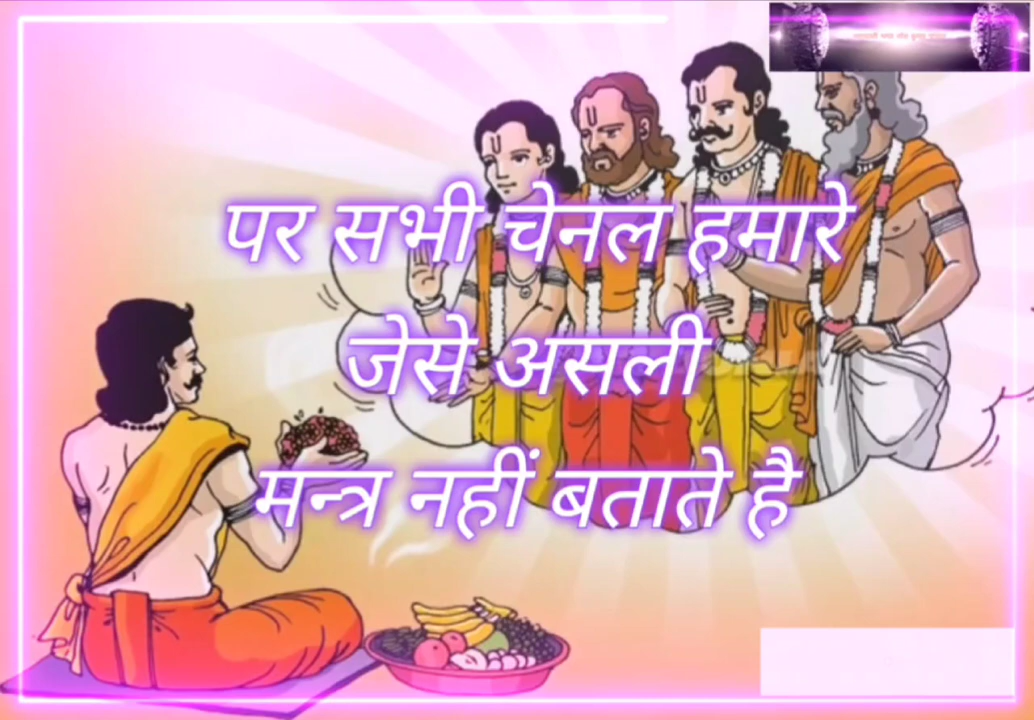 पर सभी चेनल हमारे
जेसे असली
मन्त्र नहीं बताते है